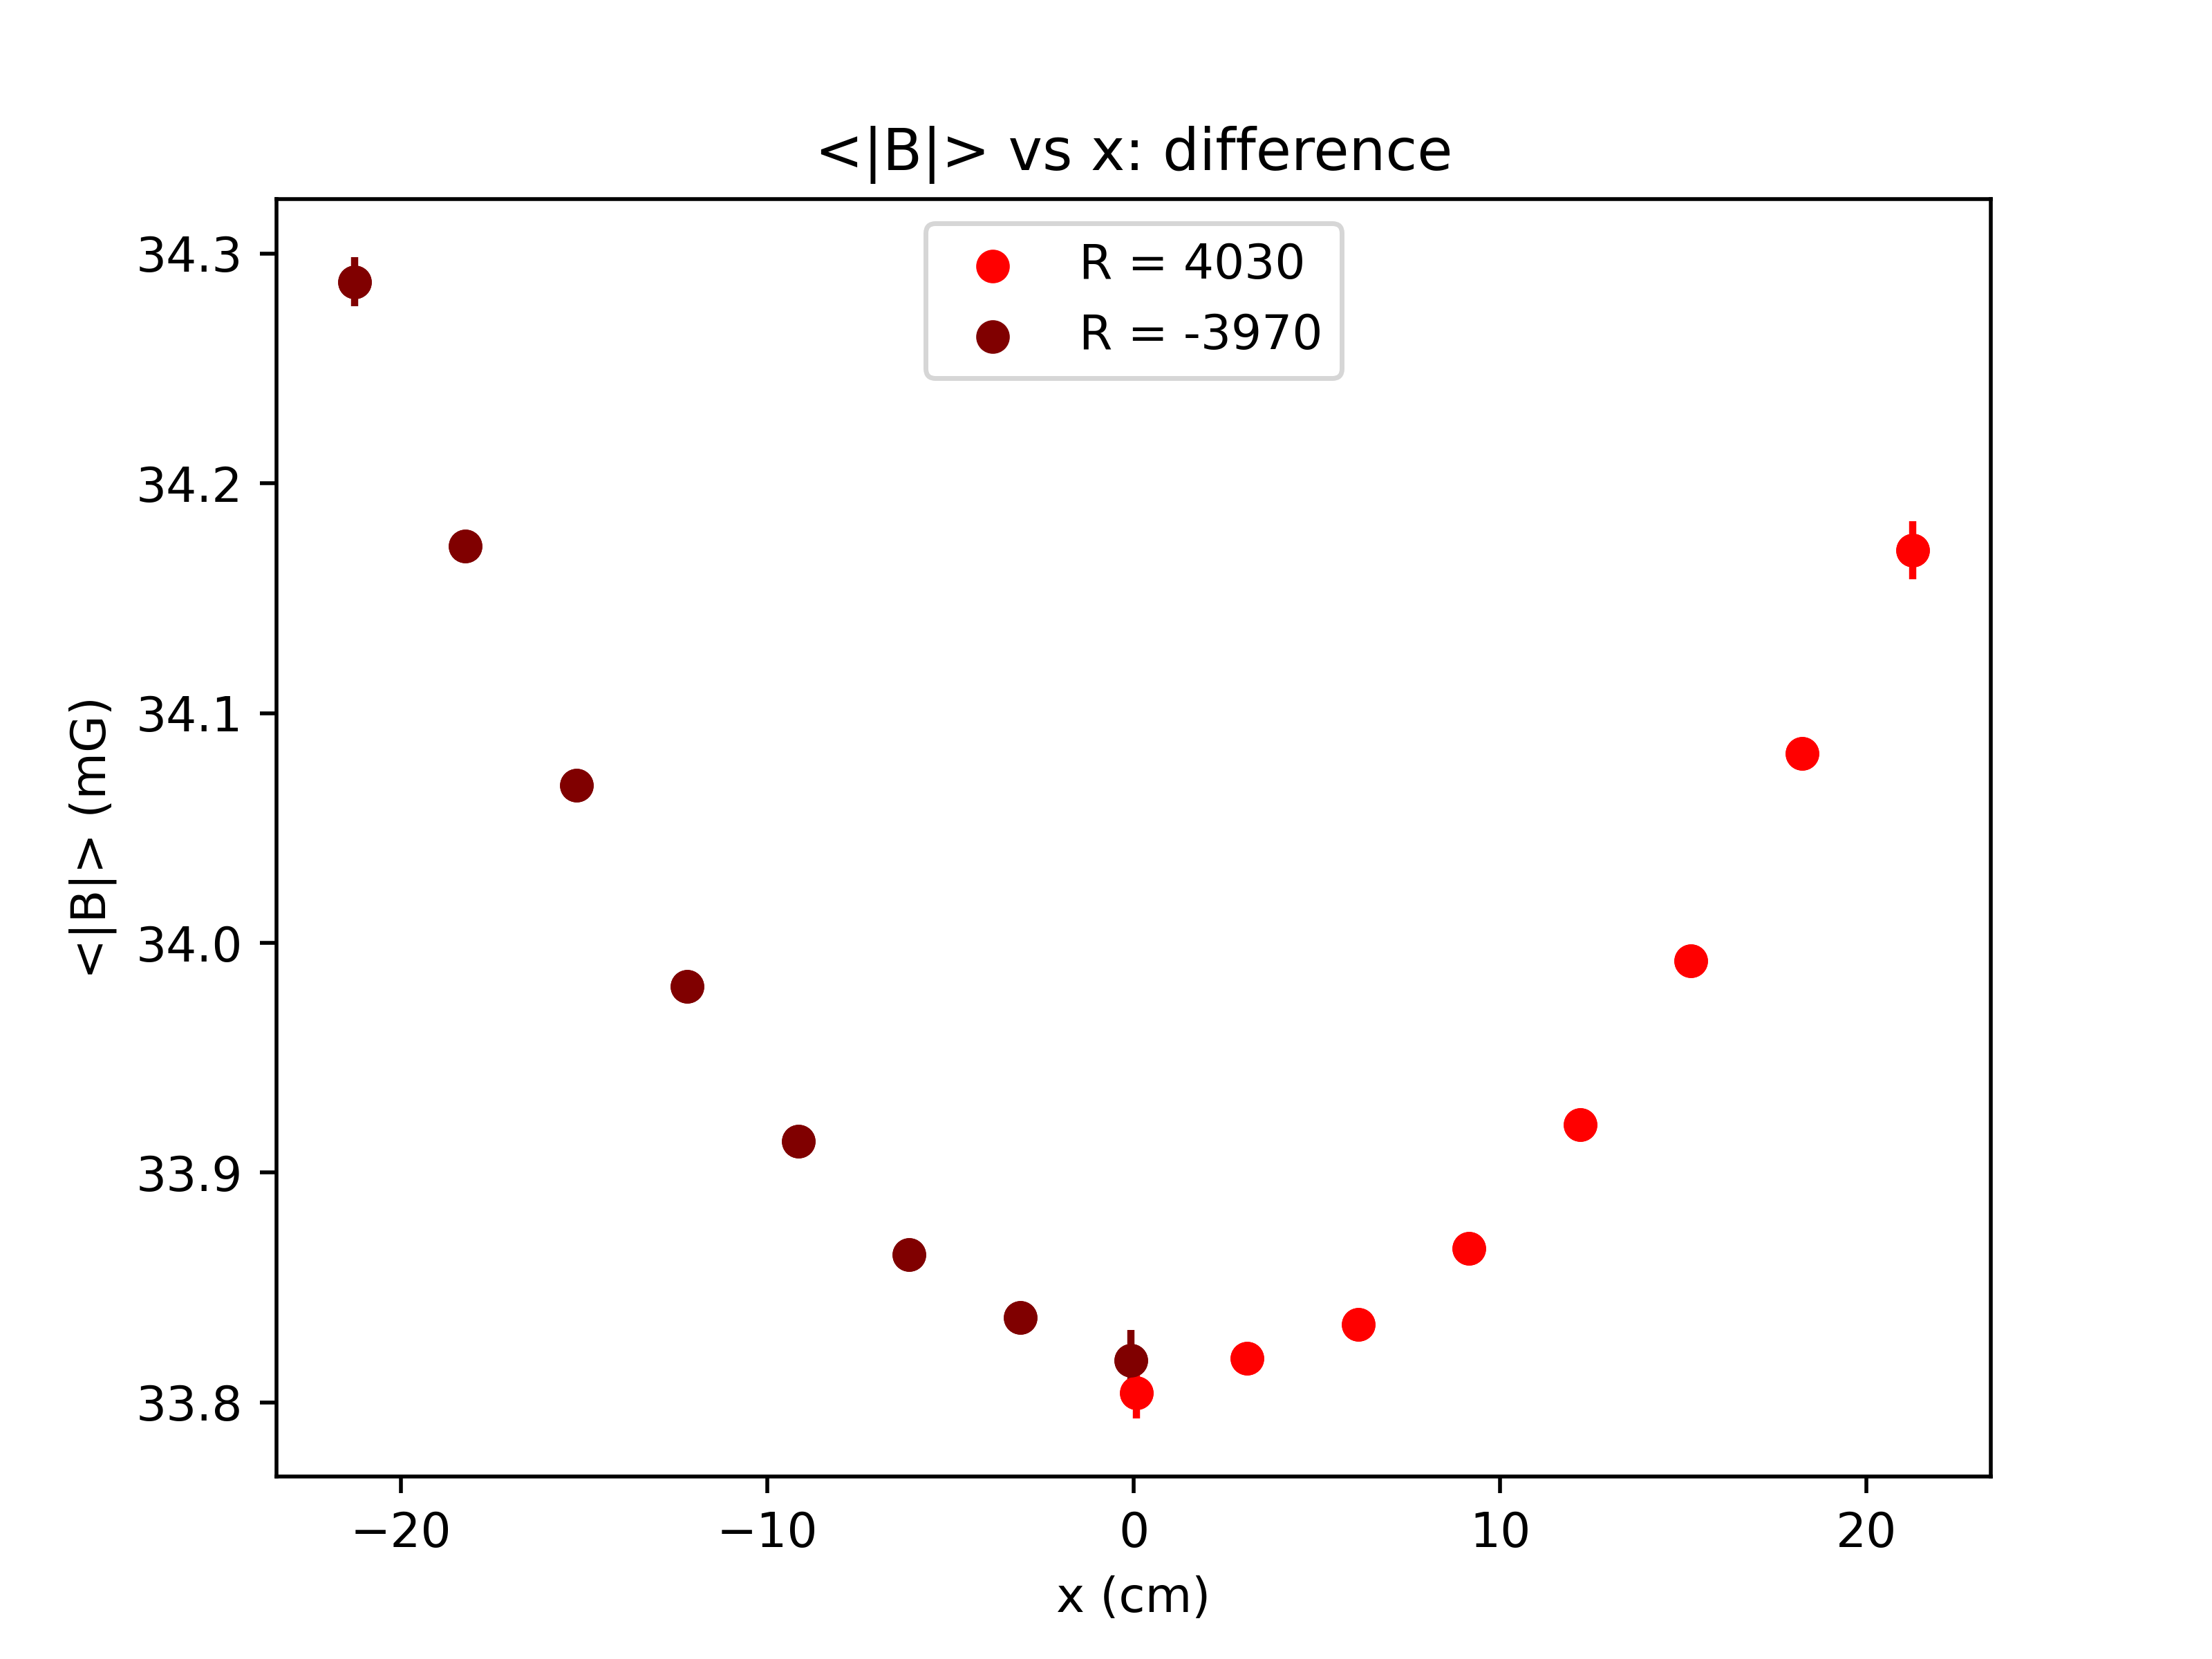 <|B|> vs x: difference
R = 4030
R = -3970
34.3
34.2
34.1
34.0
33.9
33.8
<|B|> (mG)
−20
−10
0
10
20
x (cm)